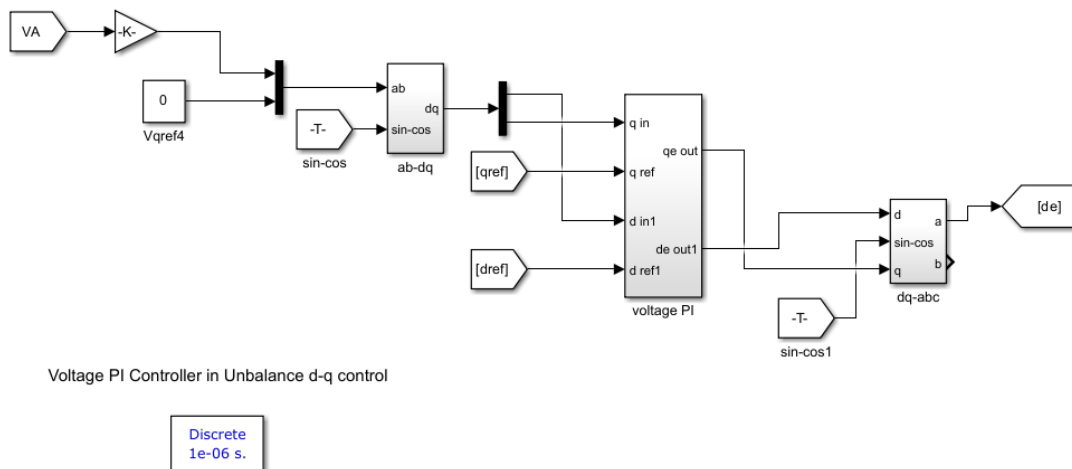 VA
-K-
0
Vqref4
-T-
sin-cos
ab
dq
sin-cos
ab-dq
[qref]
[dref]
q in
qe out
q ref
d in1
de out1
d ref1
voltage PI
d
a
sin-cos
b
q
dq-abc
[de]
-T-
sin-cos1
Voltage PI Controller in Unbalance d-q control
Discrete
1e-06 s.